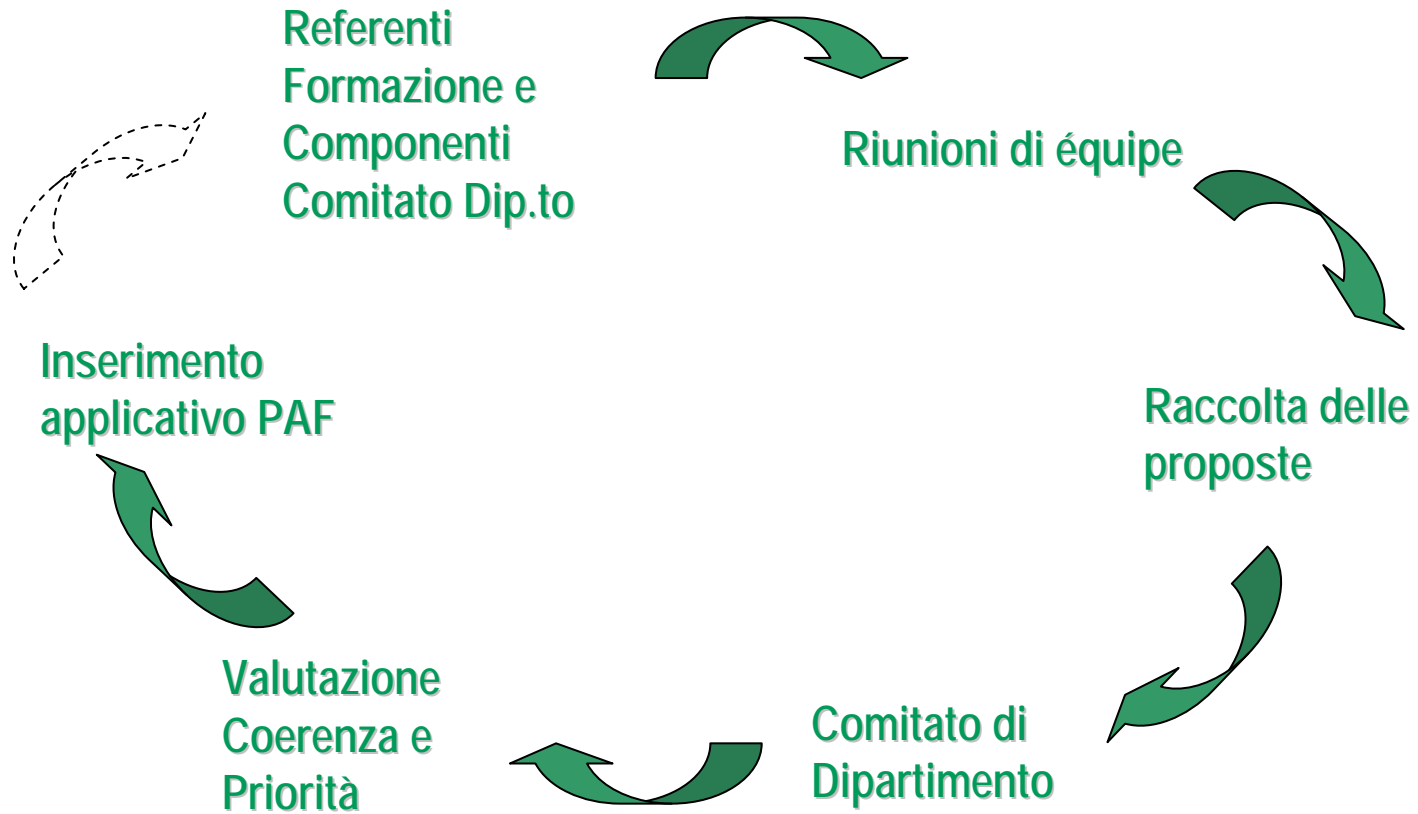 Referenti
Formazione e
Componenti
Comitato Dip.to
Riunioni di équipe
Raccolta delle
proposte
Comitato di
Dipartimento
Valutazione
Coerenza e
Priorità
Inserimento
applicativo PAF